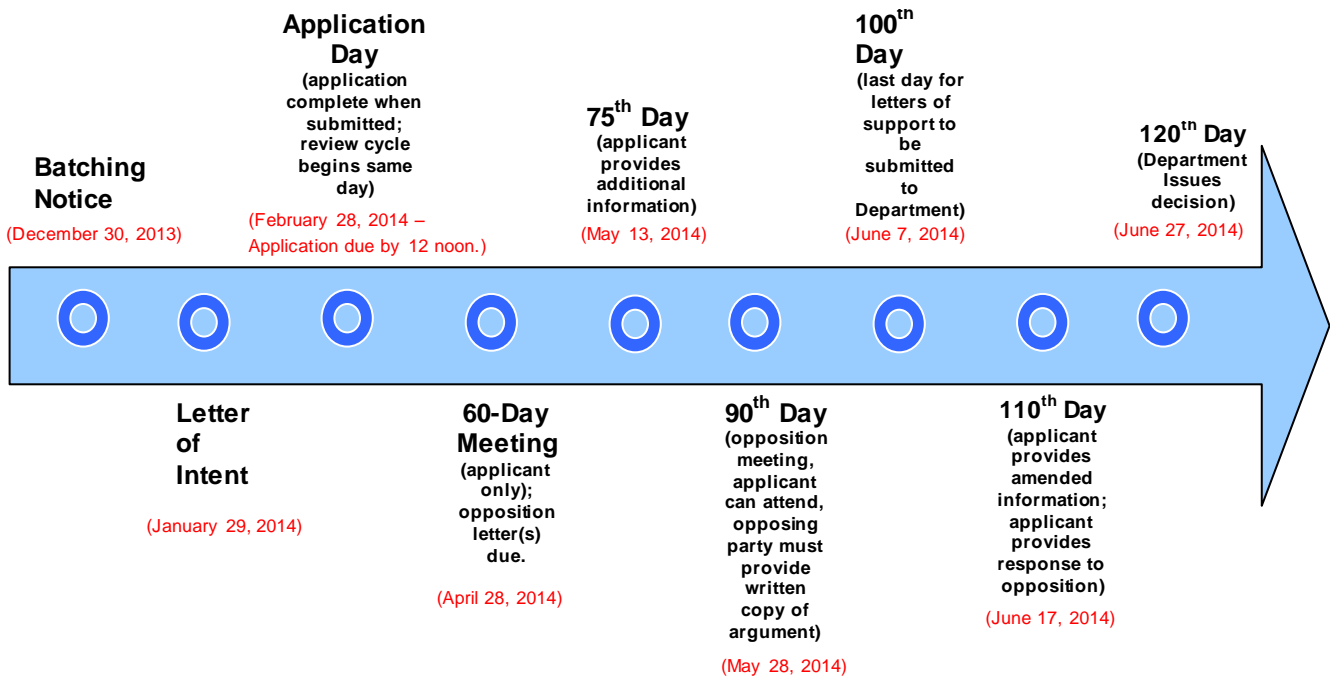 Batching
Notice
(December 30, 2013)
Letter
of
Intent
(January 29, 2014)
Application
Day
(application
complete when
submitted;
review cycle
begins same
day)
(February 28, 2014 –
Application due by 12 noon.)
60-Day
Meeting
(applicant
only);
opposition
letter(s)
due.
(April 28, 2014)
75th Day
(applicant
provides
additional
information)
(May 13, 2014)
90th Day
(opposition
meeting,
applicant
can attend,
opposing
party must
provide
written
copy of
argument)
(May 28, 2014)
100th
Day
(last day for
letters of
support to
be
submitted
to
Department)
(June 7, 2014)
110th Day
(applicant
provides
amended
information;
applicant
provides
response to
opposition)
(June 17, 2014)
120th Day
(Department
Issues
decision)
(June 27, 2014)